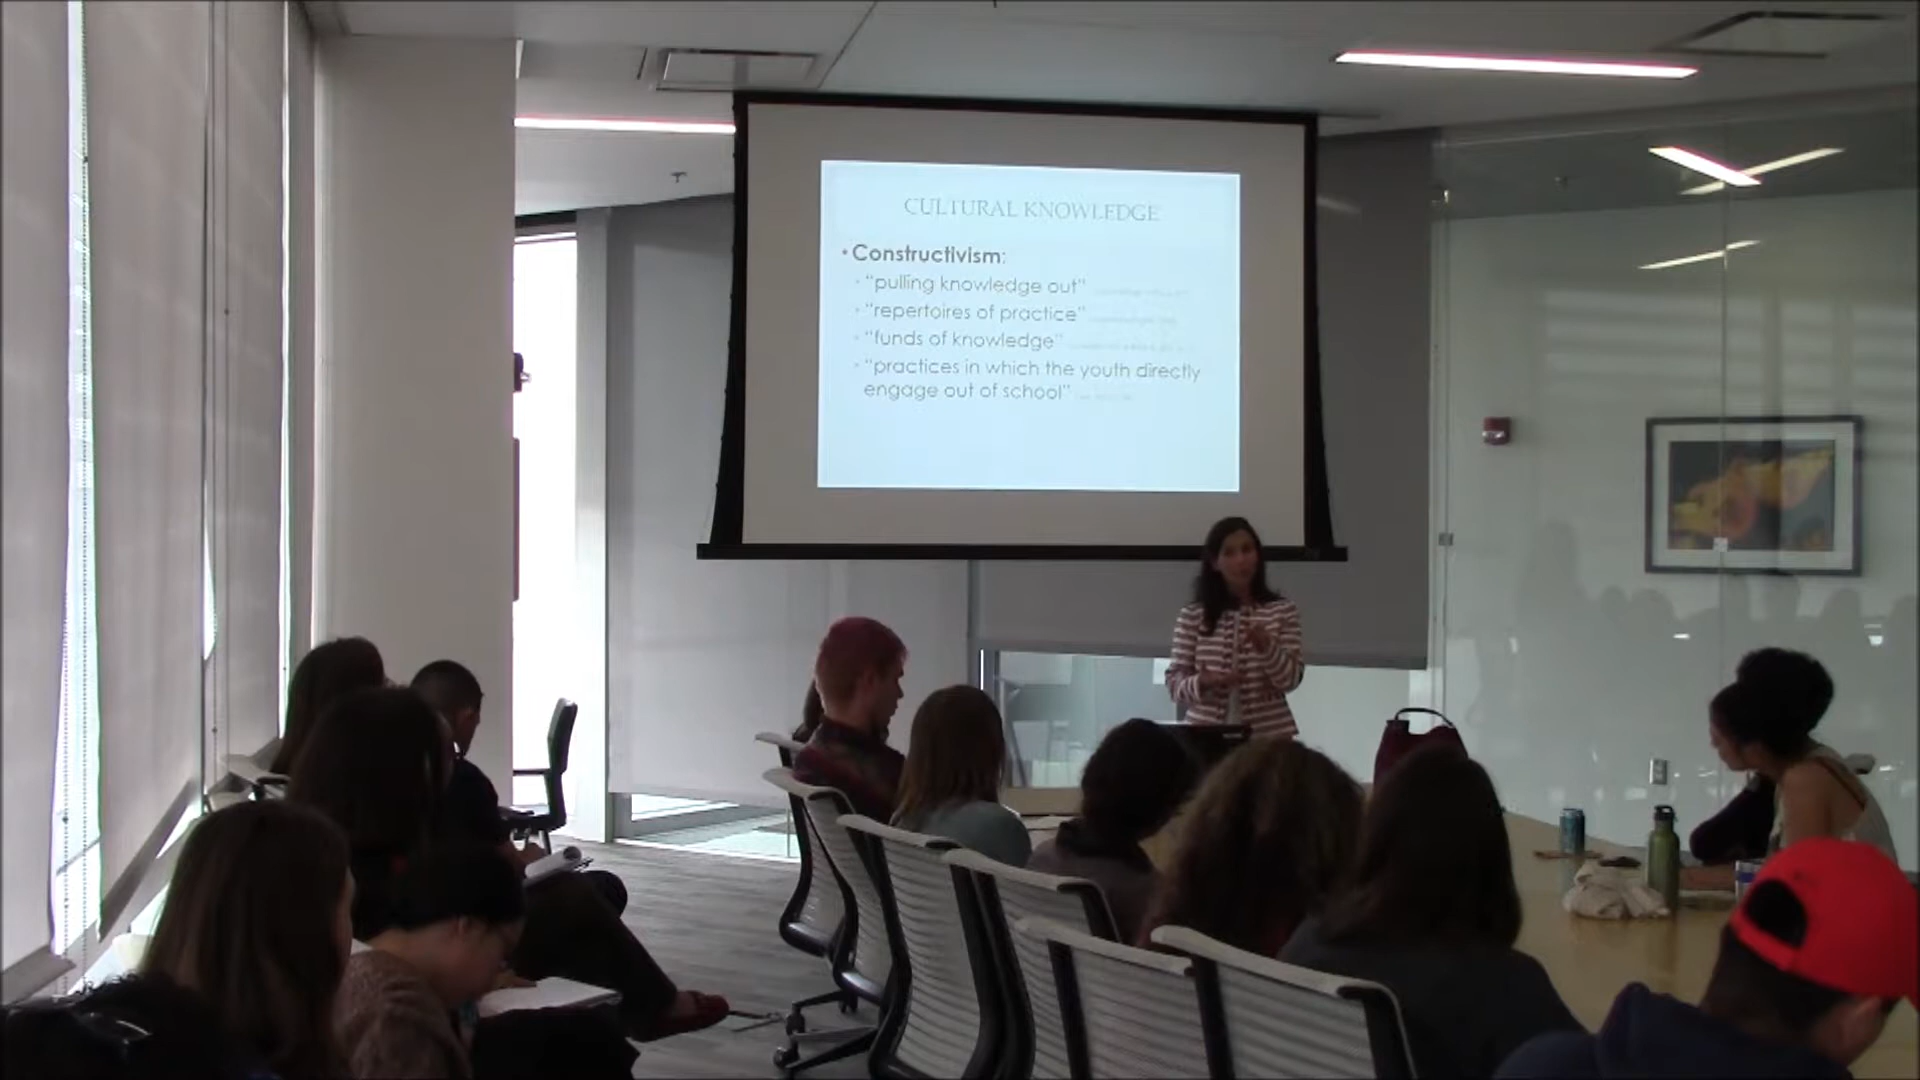 CULTURAL KNOWLEDGE
• Constructivism:
• “pulling knowledge out”
• “repertoires of practice”
• “funds of knowledge”
• “practices in which the youth directly
engage out of school”